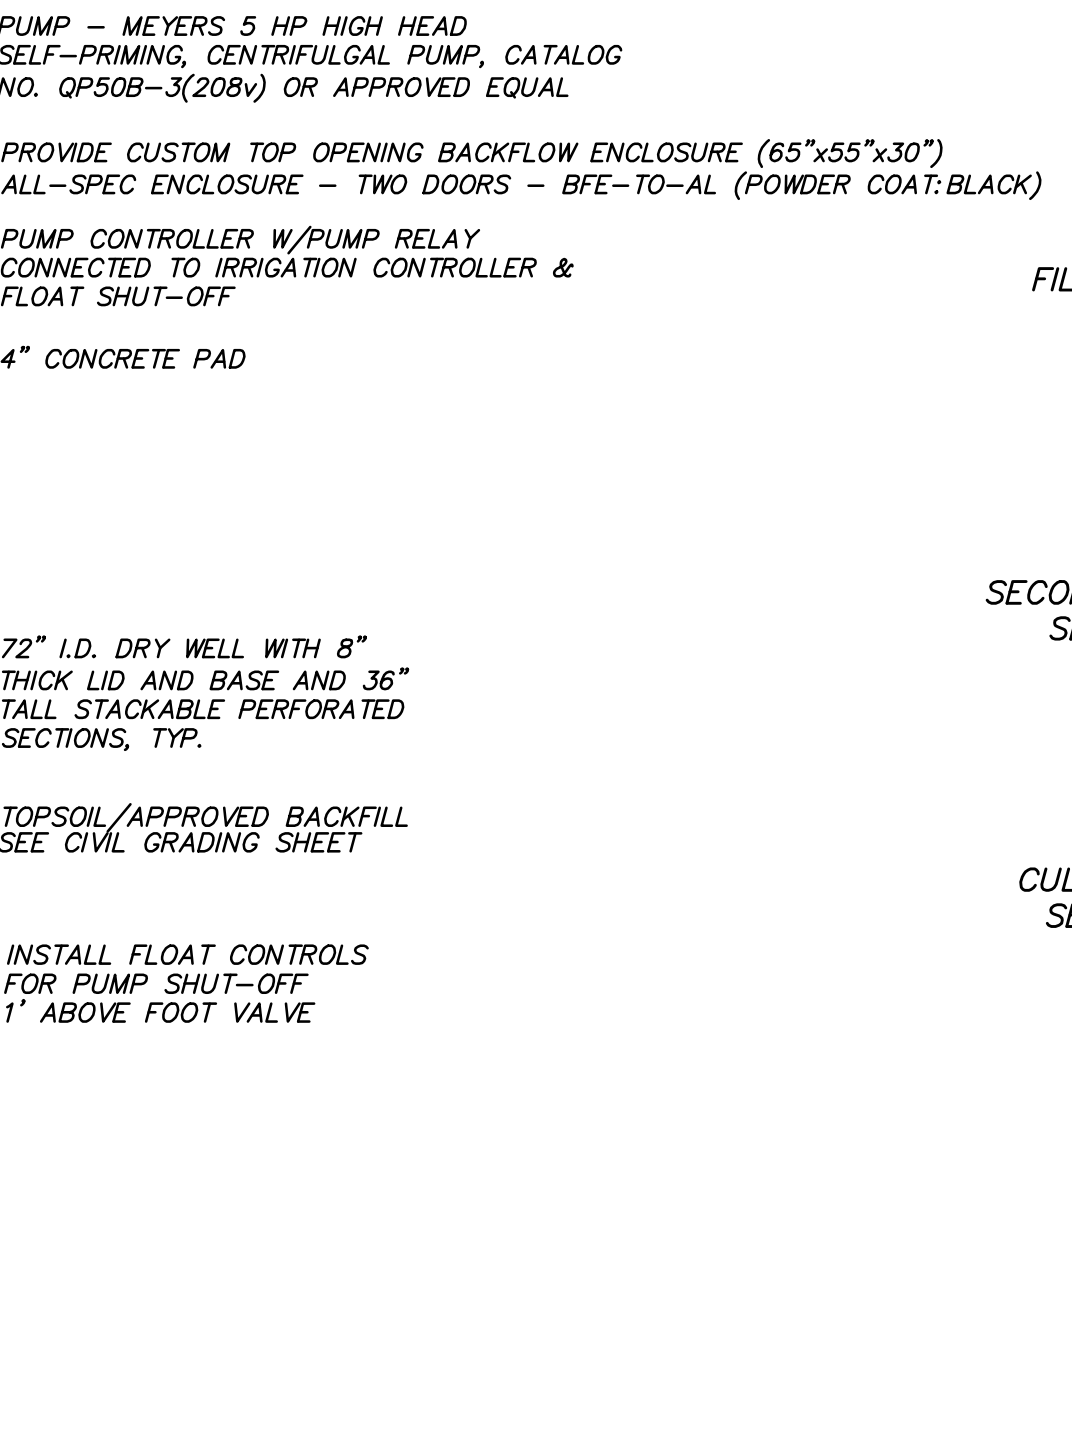 PUMP – MEYERS 5 HP HIGH HEAD
SELF–PRIMING, CENTRIFULGAL PUMP, CATALOG
NO. QP50B–3(208v) OR APPROVED EQUAL
PROVIDE CUSTOM TOP OPENING BACKFLOW ENCLOSURE (65"x55"x30")
ALL–SPEC ENCLOSURE – TWO DOORS – BFE–TO–AL (POWDER COAT: BLACK)
PUMP CONTROLLER W/PUMP RELAY
CONNECTED TO IRRIGATION CONTROLLER &
FLOAT SHUT–OFF
4" CONCRETE PAD
72" I.D. DRY WELL WITH 8"
THICK LID AND BASE AND 36"
TALL STACKABLE PERFORATED
SECTIONS, TYP.
TOPSOIL/APPROVED BACKFILL
SEE CIVIL GRADING SHEET
INSTALL FLOAT CONTROLS
FOR PUMP SHUT–OFF
1' ABOVE FOOT VALVE